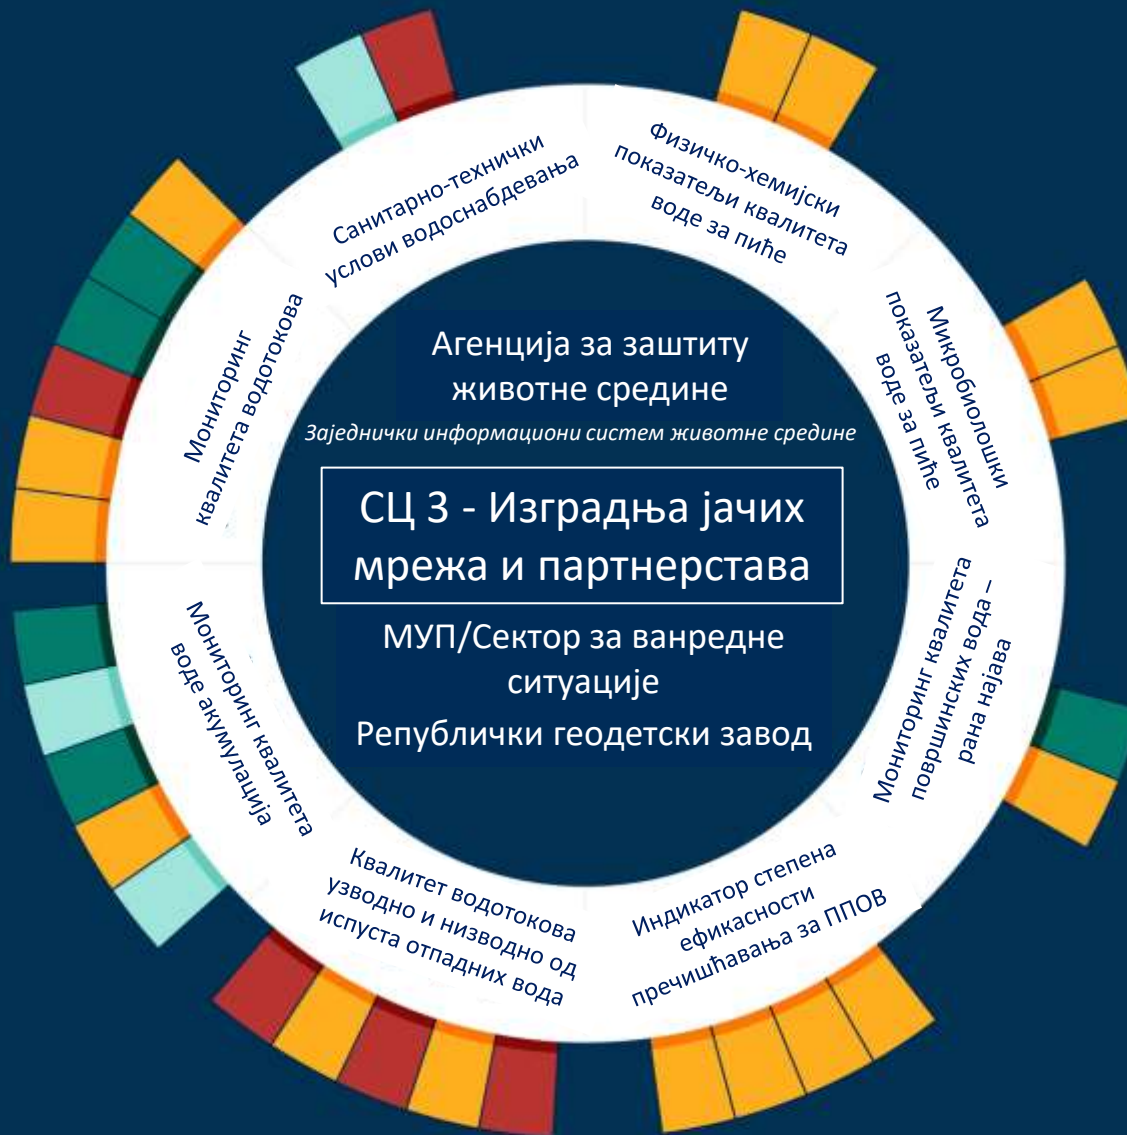 Санитарно-технички
услови водоснабдевања
Физичко-хемијски
показатељи квалитета
воде за пиће
Микробиолошки
показатељи квалитета
воде за пиће
Мониторинг квалитета
површинских вода –
рана најава
Индикатор степена
ефикасности
пречишћавања за ППОВ
Квалитет водотокова
узводно и низводно од
испуста отпадних вода
Мониторинг квалитета
воде акумулација
Мониторинг
квалитета водотокова
Агенција за заштиту
животне средине
Заједнички информациони систем животне средине
СЦ 3 - Изградња јачих
мрежа и партнерстава
МУП/Сектор за ванредне
ситуације
Републички геодетски завод